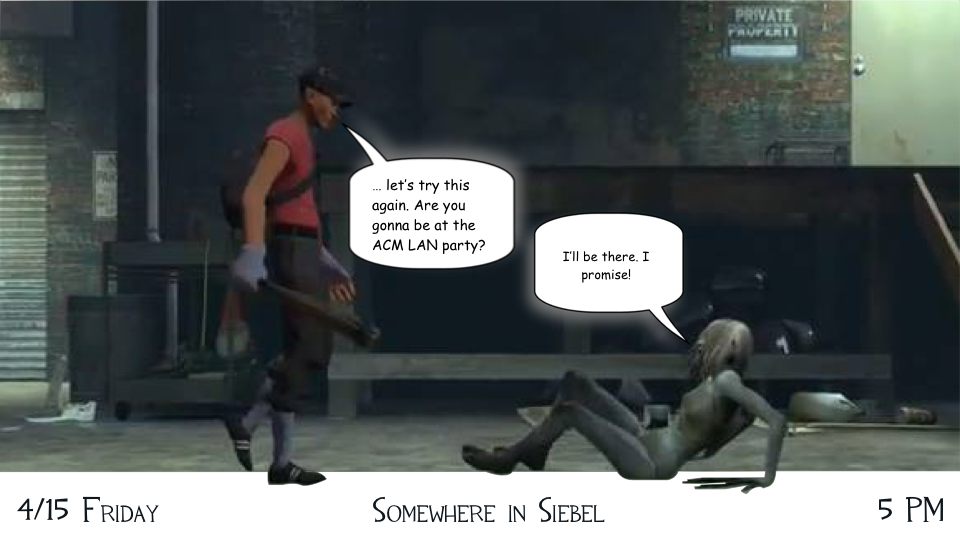 PRIVATE
PROPERTY
… let's try this
again. Are you
gonna be at the
ACM LAN party?
I'll be there. I
promise!
4/15 Friday
Somewhere in Siebel
5 PM